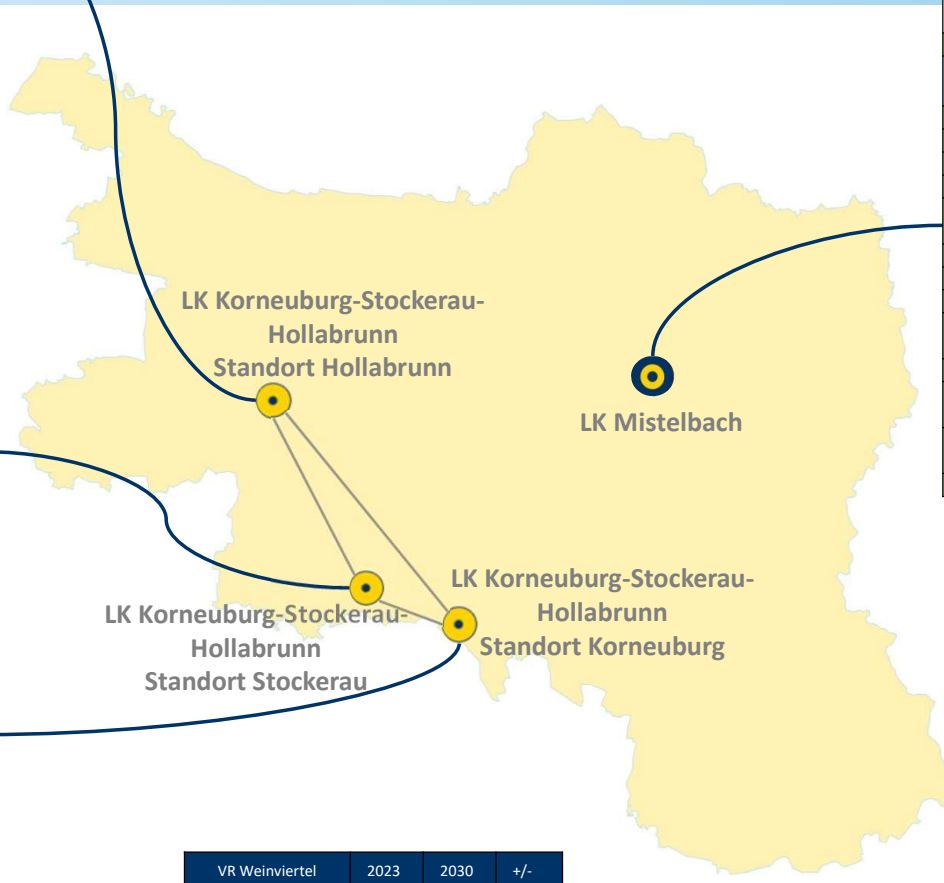 LK Korneuburg-Stockerau-
Hollabrunn
Standort Hollabrunn
LK Mistelbach
LK Korneuburg-Stockerau-
Hollabrunn
Standort Korneuburg
LK Korneuburg-Stockerau-
Hollabrunn
Standort Stockerau
VR Weinviertel 2023 2030 +/-